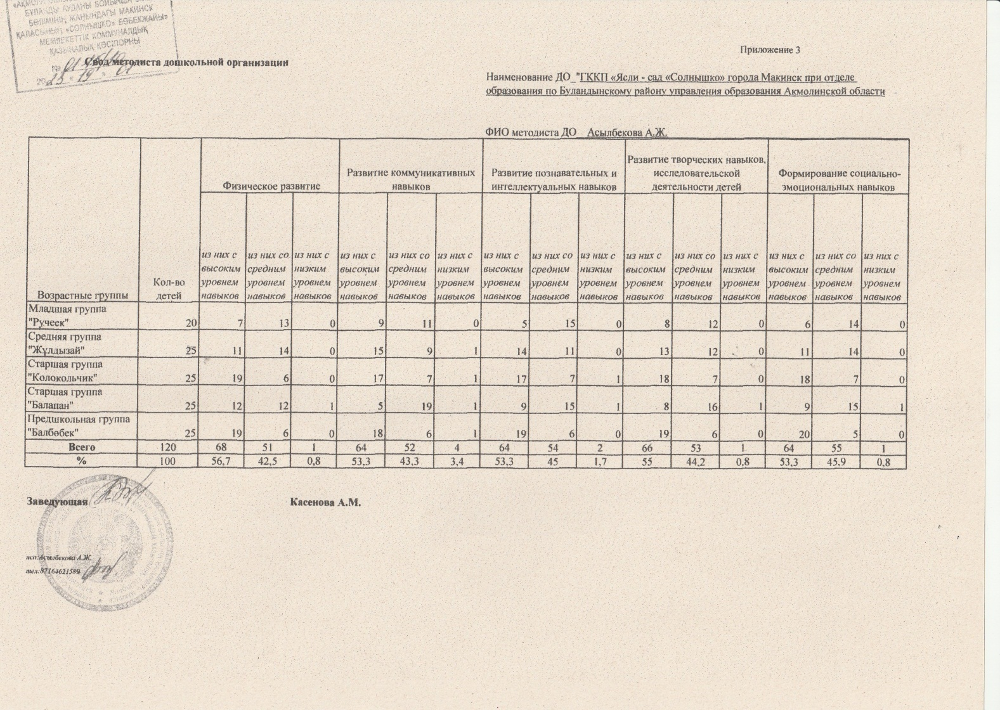 БУЛАНДЫ АУДАНЫ БОЙЫНША
БӨЛІМІНІҢ ЖАНЫНДАҒЫ МАКИНСК
ҚАЛАСЫНЫҢ «СОЛНЫШКО» БӨБЕКЖАЙЫ»
МЕМЛЕКЕТТІК КОММУНАЛДЫҚ
ҚАЗЫНАЛЫҚ КӘСІПОРНЫ
Приложение 3
Свод методиста дошкольной организации
Наименование ДО_"ГККП «Ясли - сад «Солнышко» города Макинск при отделе
образования по Буландынскому району управления образования Акмолинской области
ФИО методиста ДО__ Асылбекова А.Ж.
Возрастные группы | Кол-во детей | Физическое развитие | Развитие коммуникативных навыков | Развитие познавательных и интеллектуальных навыков | Развитие творческих навыков, исследовательской деятельности детей | Формирование социально-эмоциональных навыков
из них с высоким уровнем навыков | из них со средним уровнем навыков | из них с низким уровнем навыков | из них с высоким уровнем навыков | из них со средним уровнем навыков | из них с низким уровнем навыков | из них с высоким уровнем навыков | из них со средним уровнем навыков | из них с низким уровнем навыков | из них с высоким уровнем навыков | из них со средним уровнем навыков | из них с низким уровнем навыков | из них с высоким уровнем навыков | из них со средним уровнем навыков | из них с низким уровнем навыков
Младшая группа "Ручеек" | 20 | 7 | 13 | 0 | 9 | 11 | 0 | 5 | 15 | 0 | 8 | 12 | 0 | 6 | 14 | 0
Средняя группа "Жұлдызай" | 25 | 11 | 14 | 0 | 15 | 9 | 1 | 14 | 11 | 0 | 13 | 12 | 0 | 11 | 14 | 0
Старшая группа "Колокольчик" | 25 | 19 | 6 | 0 | 17 | 7 | 1 | 17 | 7 | 1 | 18 | 7 | 0 | 18 | 7 | 0
Старшая группа "Балапан" | 25 | 12 | 12 | 1 | 5 | 19 | 1 | 9 | 15 | 1 | 8 | 16 | 1 | 9 | 15 | 1
Предшкольная группа "Балбөбек" | 25 | 19 | 6 | 0 | 18 | 6 | 1 | 19 | 6 | 0 | 19 | 6 | 0 | 20 | 5 | 0
Всего | 120 | 68 | 51 | 1 | 64 | 52 | 4 | 64 | 54 | 2 | 66 | 53 | 1 | 64 | 55 | 1
% | 100 | 56,7 | 42,5 | 0,8 | 53,3 | 43,3 | 3,4 | 53,3 | 45 | 1,7 | 55 | 44,2 | 0,8 | 53,3 | 45,9 | 0,8
Заведующая Касенова А.М.
исп:Асылбекова А.Ж.
тел:87164621589